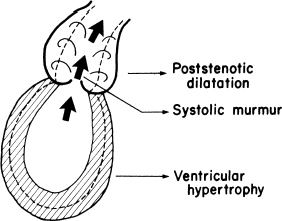 Poststenotic
dilatation
Systolic murmur
Ventricular
hypertrophy